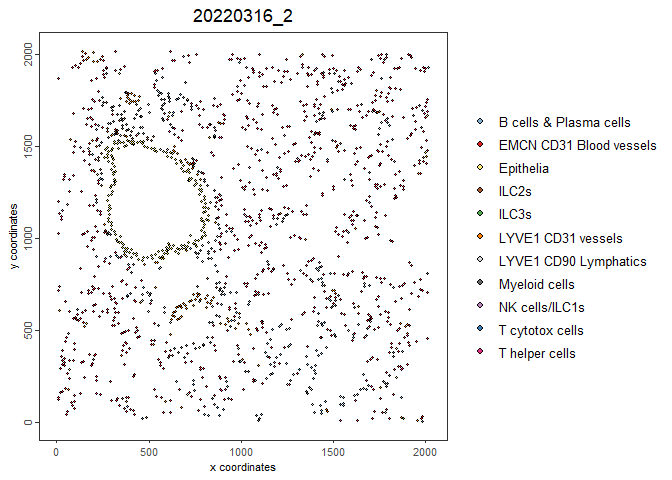 20220316_2
2000
1500
1000
500
0
y coordinates
0 500 1000 1500 2000
x coordinates
B cells & Plasma cells
EMCN CD31 Blood vessels
Epithelia
ILC2s
ILC3s
LYVE1 CD31 vessels
LYVE1 CD90 Lymphatics
Myeloid cells
NK cells/ILC1s
T cytotox cells
T helper cells